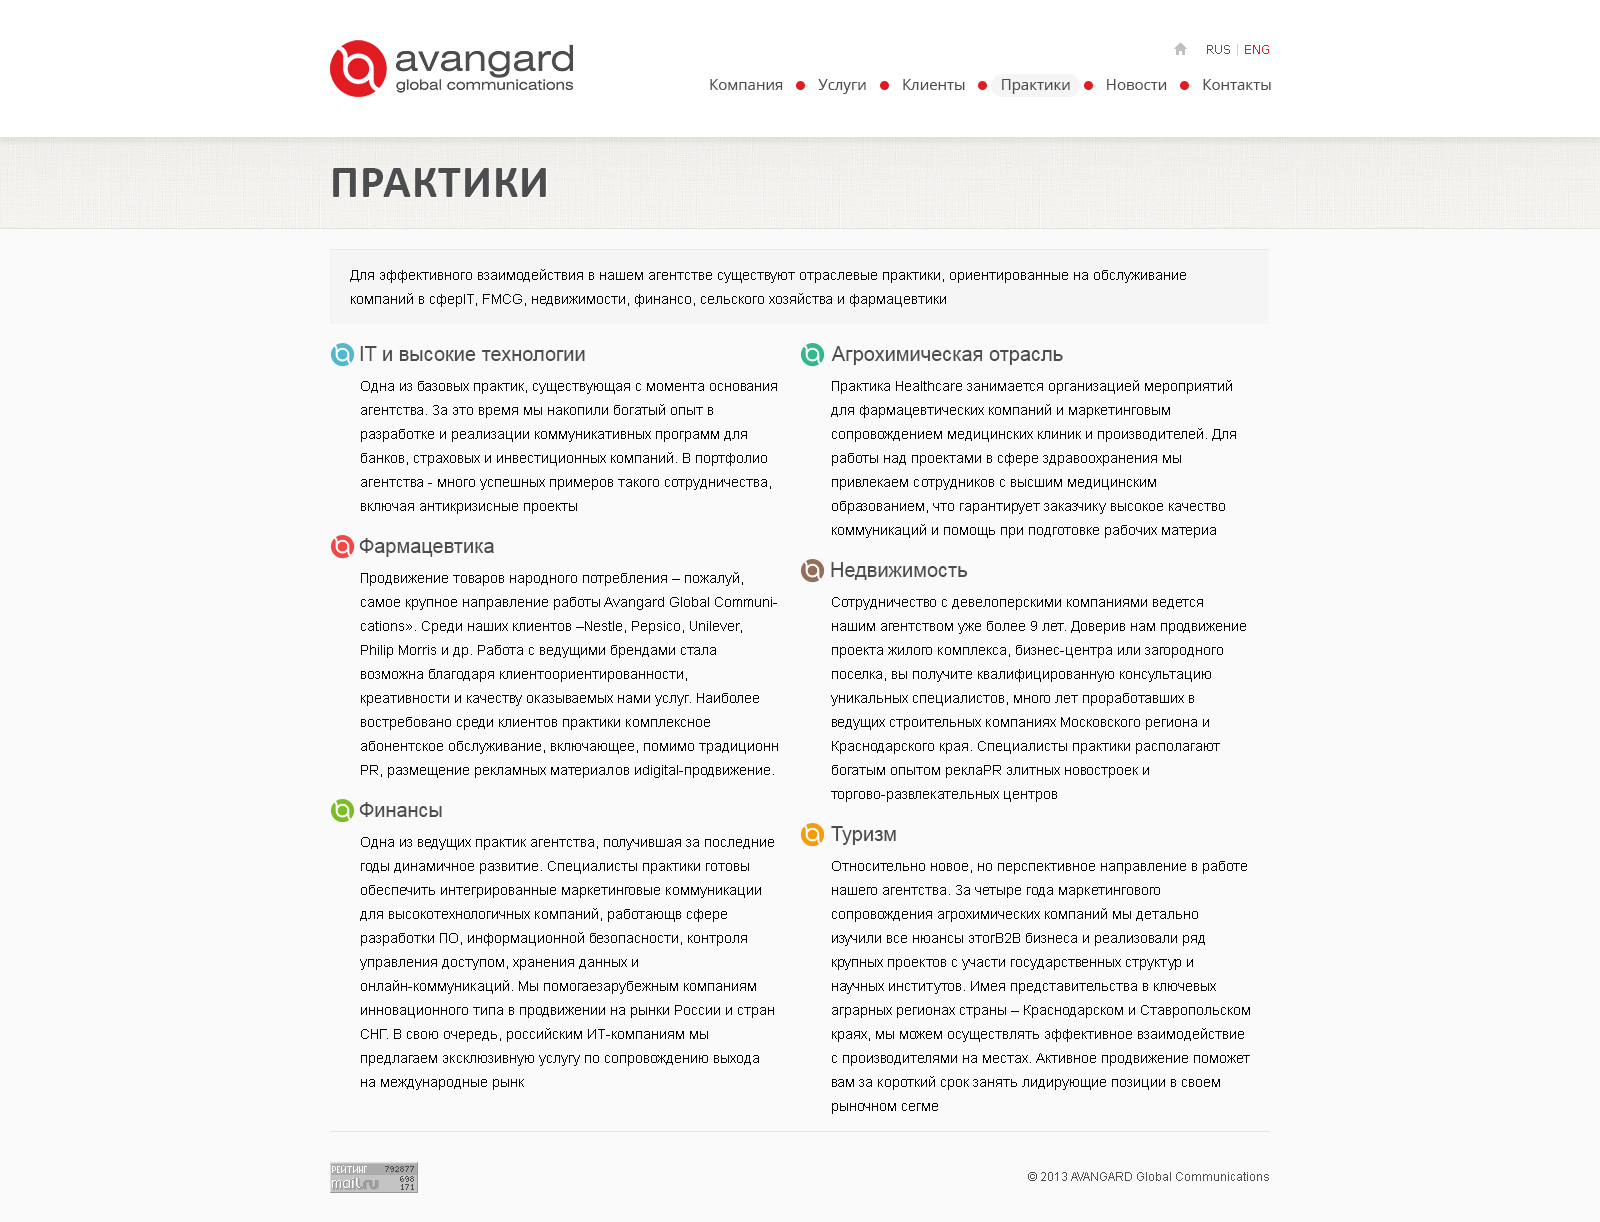 avangard
global communications
RUS | ENG
Компания Услуги Клиенты Практики Новости Контакты
ПРАКТИКИ
Для эффективного взаимодействия в нашем агентстве существуют отраслевые практики, ориентированные на обслуживание
компаний в сферIT, FMCG, недвижимости, финансо, сельского хозяйства и фармацевтики
IT и высокие технологии
Одна из базовых практик, существующая с момента основания
агентства. За это время мы накопили богатый опыт в
разработке и реализации коммуникативных программ для
банков, страховых и инвестиционных компаний. В портфолио
агентства - много успешных примеров такого сотрудничества,
включая антикризисные проекты
Фармацевтика
Продвижение товаров народного потребления – пожалуй,
самое крупное направление работы Avangard Global Communi-
cations». Среди наших клиентов –Nestle, Pepsico, Unilever,
Philip Morris и др. Работа с ведущими брендами стала
возможна благодаря клиентоориентированности,
креативности и качеству оказываемых нами услуг. Наиболее
востребовано среди клиентов практики комплексное
абонентское обслуживание, включающее, помимо традиционн
PR, размещение рекламных материалов иdigital-продвижение.
Финансы
Одна из ведущих практик агентства, получившая за последние
годы динамичное развитие. Специалисты практики готовы
обеспечить интегрированные маркетинговые коммуникации
для высокотехнологичных компаний, работающв сфере
разработки ПО, информационной безопасности, контроля
управления доступом, хранения данных и
онлайн-коммуникаций. Мы помогаезарубежным компаниям
инновационного типа в продвижении на рынки России и стран
СНГ. В свою очередь, российским ИТ-компаниям мы
предлагаем эксклюзивную услугу по сопровождению выхода
на международные рынк
Агрохимическая отрасль
Практика Healthcare занимается организацией мероприятий
для фармацевтических компаний и маркетинговым
сопровождением медицинских клиник и производителей. Для
работы над проектами в сфере здравоохранения мы
привлекаем сотрудников с высшим медицинским
образованием, что гарантирует заказчику высокое качество
коммуникаций и помощь при подготовке рабочих материа
Недвижимость
Сотрудничество с девелоперскими компаниями ведется
нашим агентством уже более 9 лет. Доверив нам продвижение
проекта жилого комплекса, бизнес-центра или загородного
поселка, вы получите квалифицированную консультацию
уникальных специалистов, много лет проработавших в
ведущих строительных компаниях Московского региона и
Краснодарского края. Специалисты практики располагают
богатым опытом реклаPR элитных новостроек и
торгово-развлекательных центров
Туризм
Относительно новое, но перспективное направление в работе
нашего агентства. За четыре года маркетингового
сопровождения агрохимических компаний мы детально
изучили все нюансы этогB2B бизнеса и реализовали ряд
крупных проектов с участи государственных структур и
научных институтов. Имея представительства в ключевых
аграрных регионах страны – Краснодарском и Ставропольском
краях, мы можем осуществлять эффективное взаимодействие
с производителями на местах. Активное продвижение поможет
вам за короткий срок занять лидирующие позиции в своем
рыночном сегме
РЕЙТИНГ 792877
698
mail.ru 171
© 2013 AVANGARD Global Communications